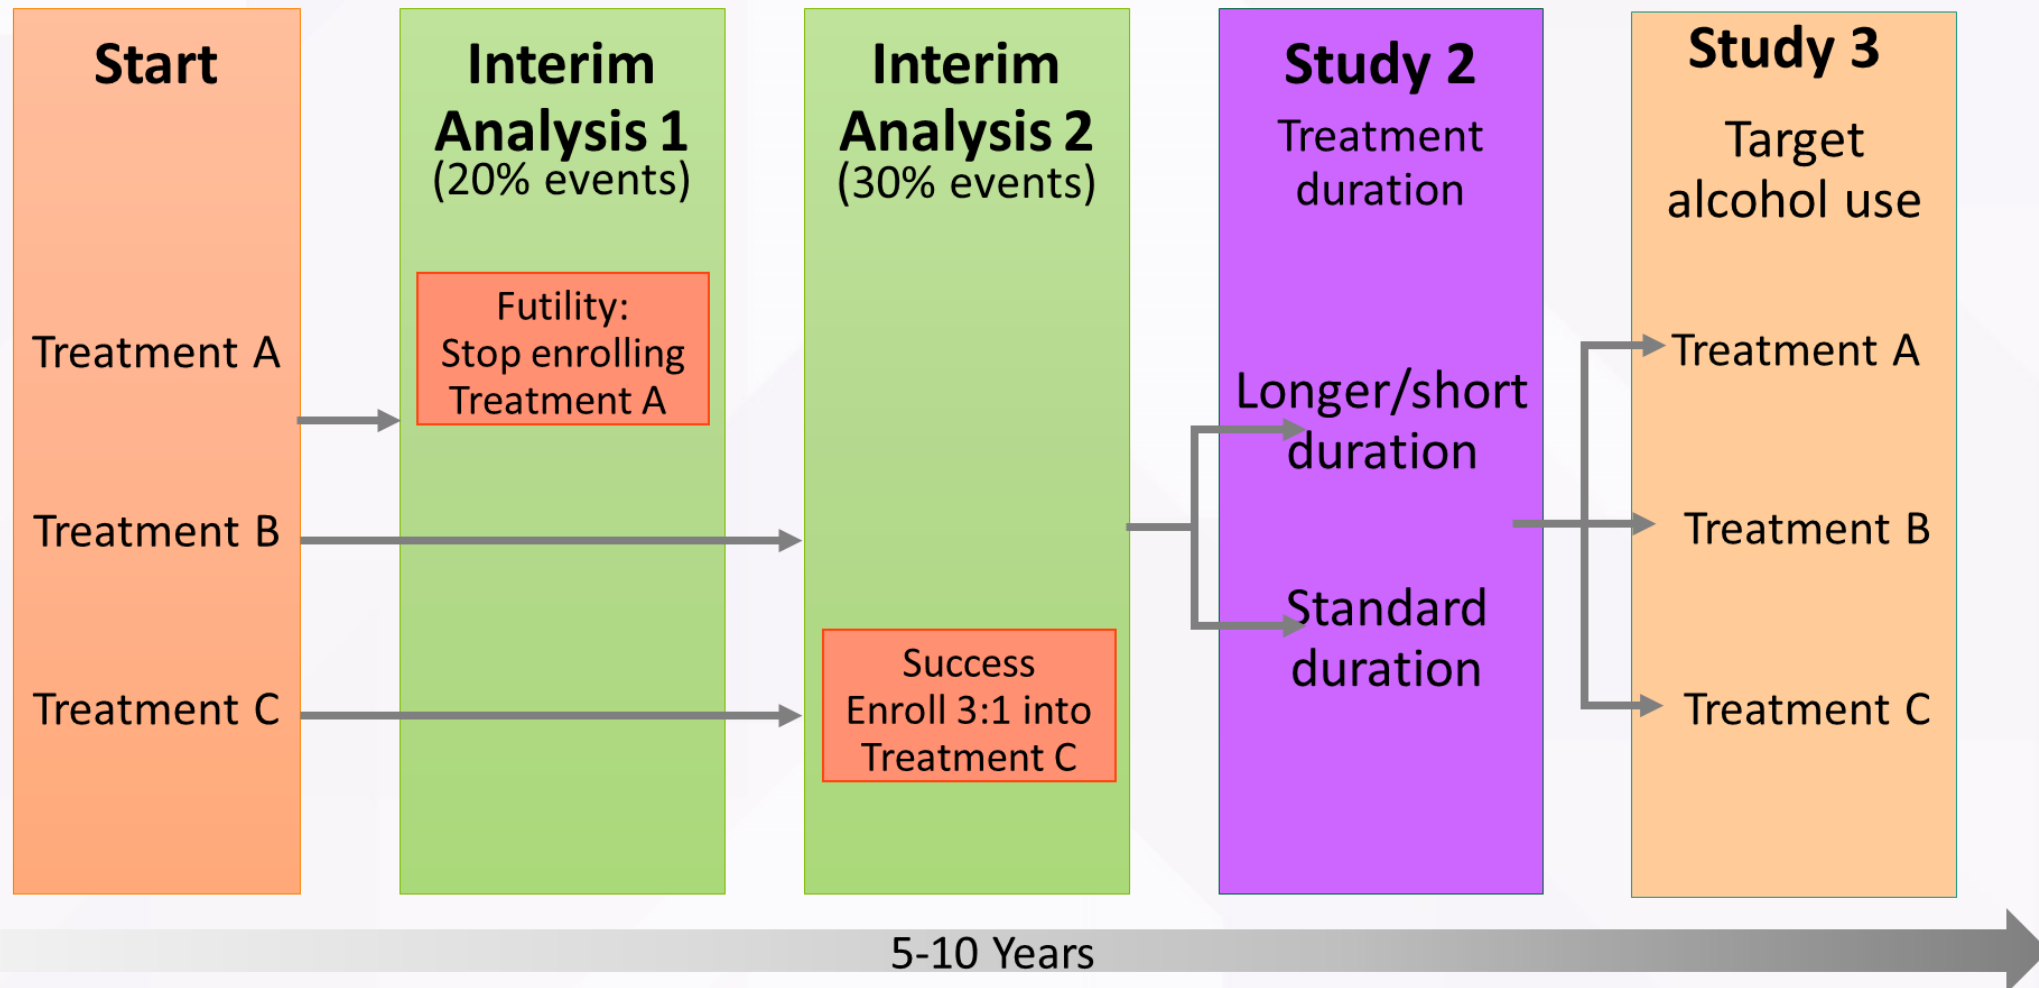 Start
Treatment A
Treatment B
Treatment C
Interim
Analysis 1
(20% events)
Futility:
Stop enrolling
Treatment A
Interim
Analysis 2
(30% events)
Success
Enroll 3:1 into
Treatment C
Study 2
Treatment
duration
Longer/short
duration
Standard
duration
Study 3
Target
alcohol use
Treatment A
Treatment B
Treatment C
5-10 Years